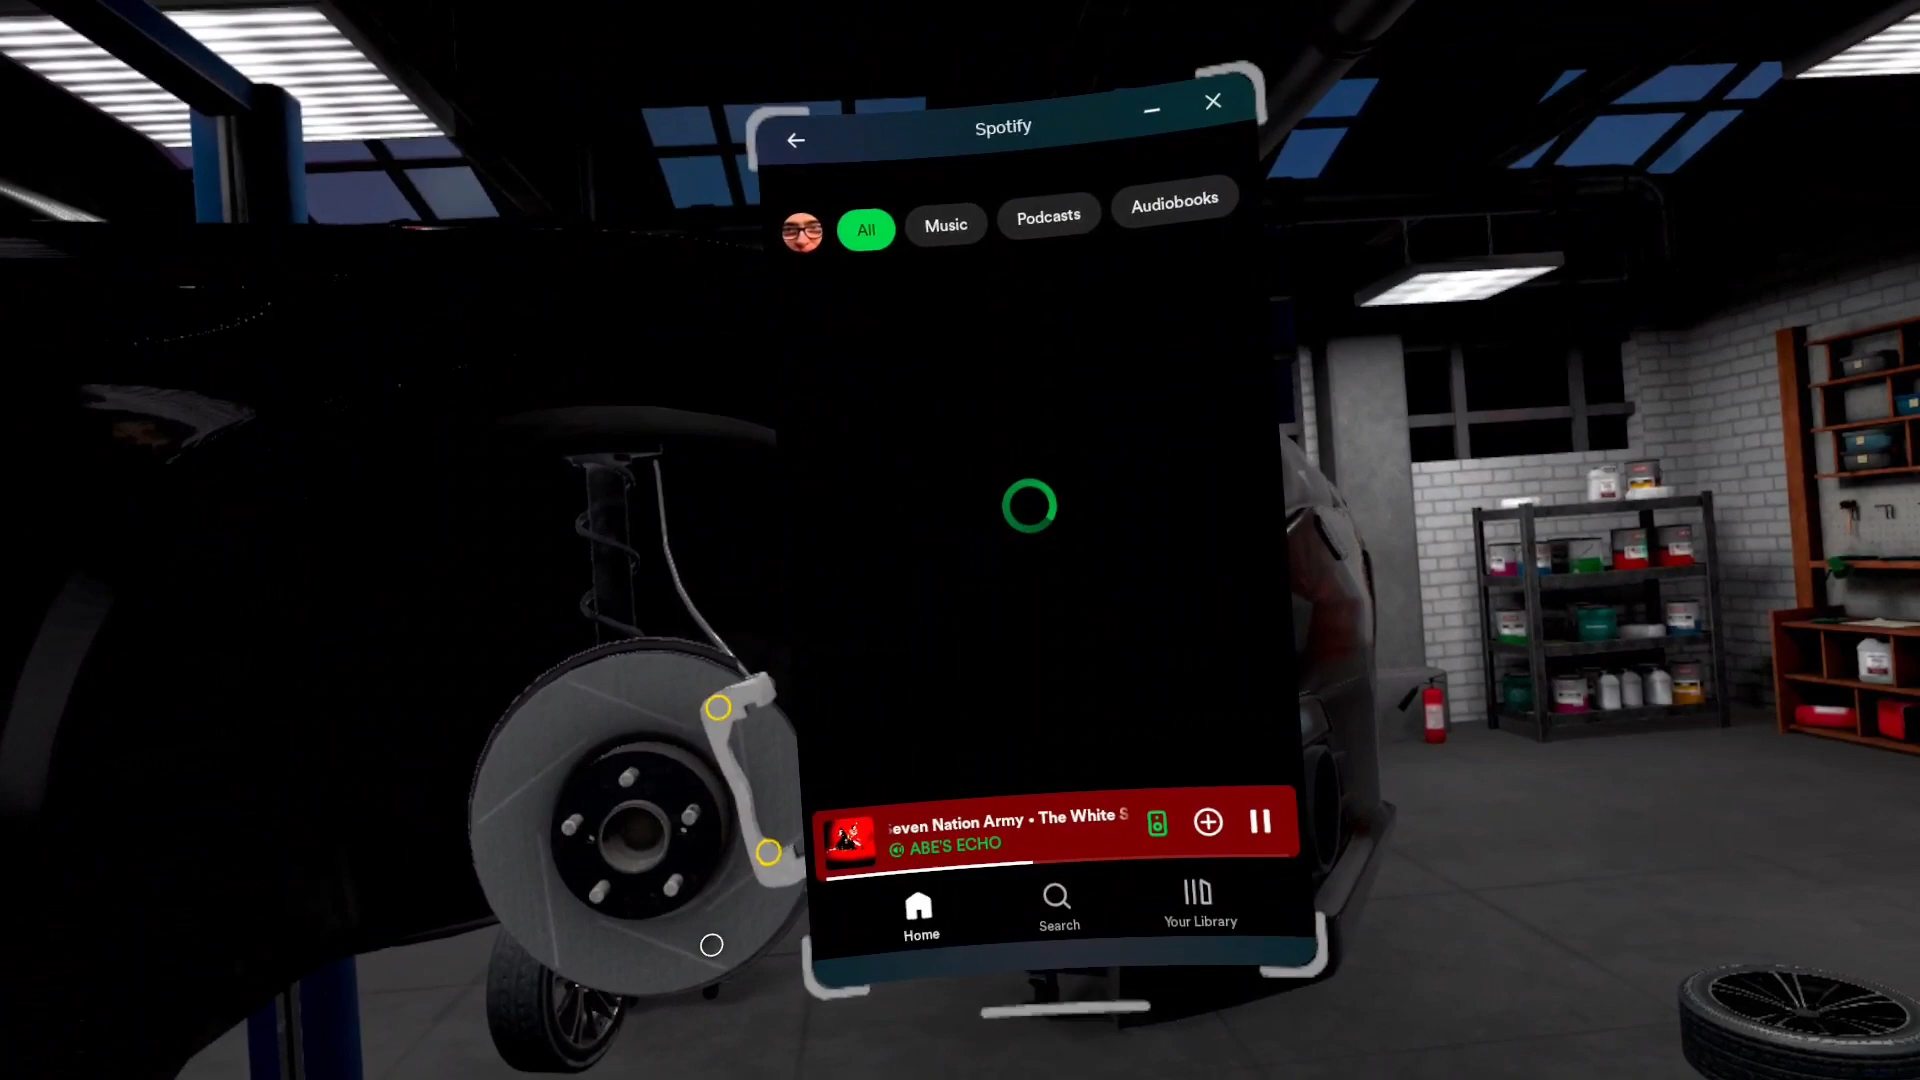 Spotify
All
Music
Podcasts
Audiobooks
even Nation Army • The White S
ABE'S ECHO
Home
Search
Your Library